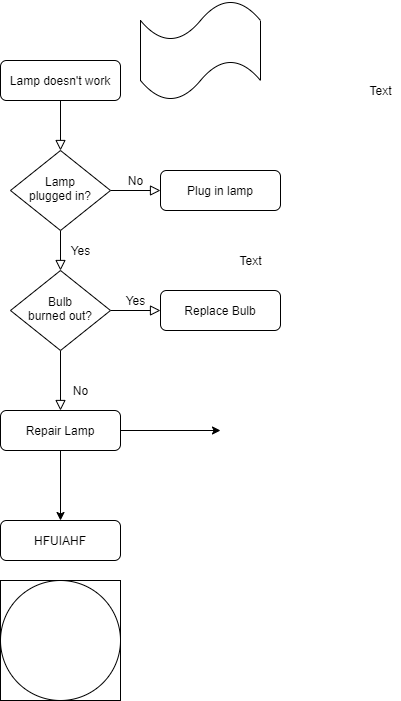 Lamp doesn't work
Text
Lamp
plugged in?
No
Plug in lamp
Yes
Text
Bulb
burned out?
Yes
Replace Bulb
No
Repair Lamp
HFUIAHF